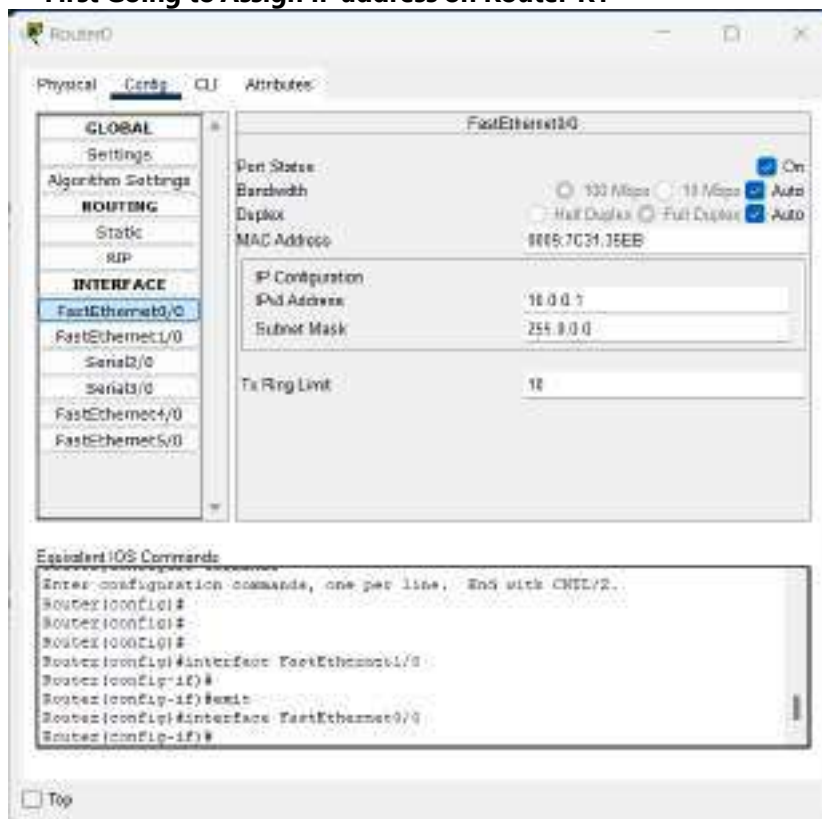 First Going to Assign IP address on Router R1
Router0
Physical Config CLI Attributes
GLOBAL
Settings
Algorithm Settings
ROUTING
Static
RIP
INTERFACE
FastEthernet0/0
FastEthernet1/0
Serial2/0
Serial3/0
FastEthernet4/0
FastEthernet5/0
FastEthernet0/0
Port Status On
Bandwidth 100 Mbps 10 Mbps Auto
Duplex Half Duplex Full Duplex Auto
MAC Address
IP Configuration
IPv4 Address 10.0.0.1
Subnet Mask 255.0.0.0
Tx Ring Limit 10
Equivalent IOS Commands
Enter configuration commands, one per line. End with CNTL/Z.
Router(config)#
Router(config)#
Router(config)#
Router(config)#interface FastEthernet1/0
Router(config-if)#
Router(config-if)#exit
Router(config)#interface FastEthernet0/0
Router(config-if)#
Top